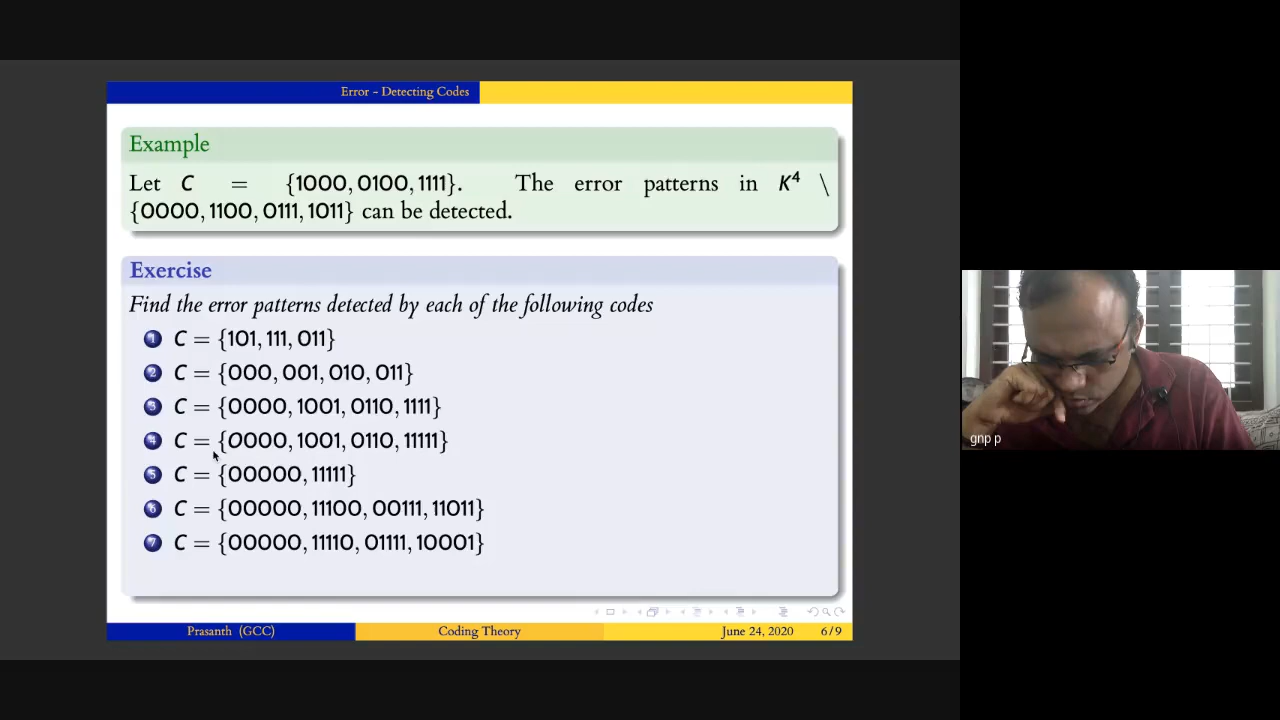 Error - Detecting Codes
Example
Let C = {1000, 0100, 1111}. The error patterns in K⁴ \
{0000, 1100, 0111, 1011} can be detected.
Exercise
Find the error patterns detected by each of the following codes
1 C = {101, 111, 011}
2 C = {000, 001, 010, 011}
3 C = {0000, 1001, 0110, 1111}
4 C = {0000, 1001, 0110, 11111}
5 C = {00000, 11111}
6 C = {00000, 11100, 00111, 11011}
7 C = {00000, 11110, 01111, 10001}
Prasanth (GCC) Coding Theory June 24, 2020 6/9
gnp p